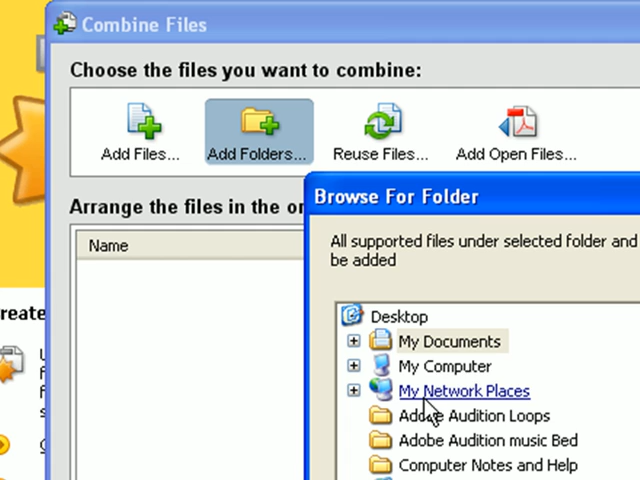 Combine Files
Choose the files you want to combine:
Add Files...
Add Folders...
Reuse Files...
Add Open Files...
Arrange the files in the or
Name
Browse For Folder
All supported files under selected folder and
be added
Desktop
My Documents
My Computer
My Network Places
Adobe Audition Loops
Adobe Audition music Bed
Computer Notes and Help
reate